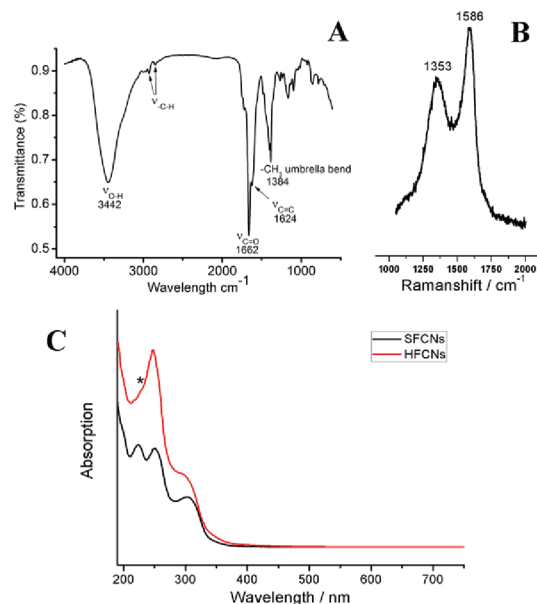 A
B
Transmittance (%)
0.9
0.8
0.7
0.6
0.5
ν-C-H
νO-H
3442
-CH3 umbrella bend
1384
νC=C
1624
νC=O
1662
4000 3000 2000 1000
Wavelength cm-1
1353
1586
1000 1250 1500 1750 2000
Ramanshift / cm-1
C
SFCNs
HFCNs
*
Absorption
200 300 400 500 600 700
Wavelength / nm